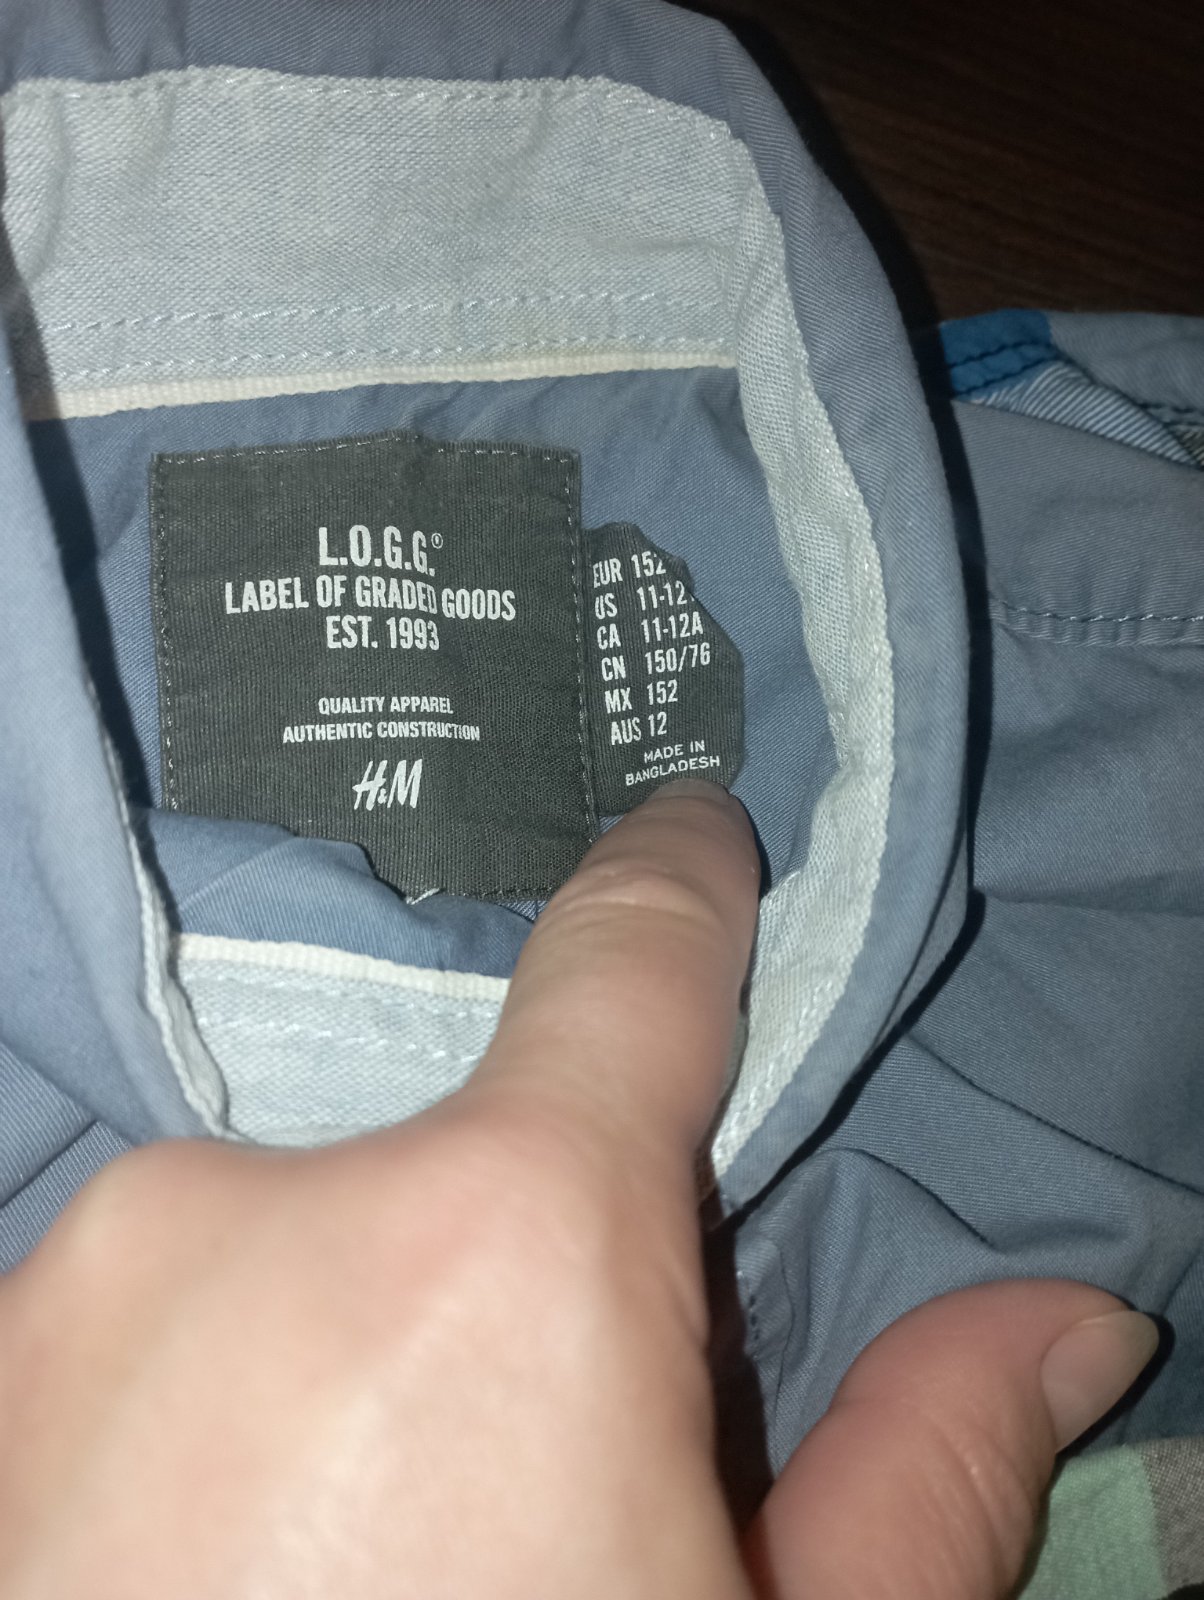 L.O.G.G.®
LABEL OF GRADED GOODS
EST. 1993
QUALITY APPAREL
AUTHENTIC CONSTRUCTION
H&M
EUR 152
US 11-12
CA 11-12A
CN 150/76
MX 152
AUS 12
MADE IN
BANGLADESH